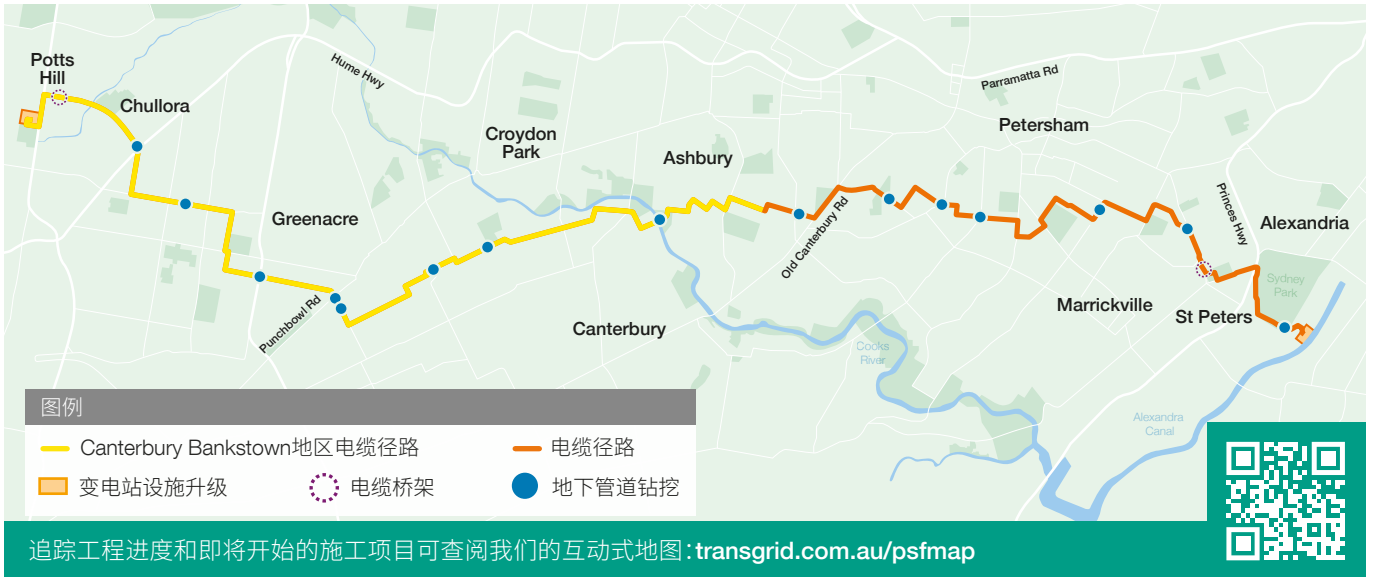 Potts
Hill
Chullora
Hume Hwy
Parramatta Rd
Croydon
Park
Ashbury
Petersham
Greenacre
Old Canterbury Rd
Princes Hwy
Alexandria
Sydney
Park
Punchbowl Rd
Canterbury
Marrickville
St Peters
Cooks
River
Alexandra
Canal
图例
Canterbury Bankstown地区电缆径路
电缆径路
变电站设施升级
电缆桥架
地下管道钻挖
追踪工程进度和即将开始的施工项目可查阅我们的互动式地图:transgrid.com.au/psfmap